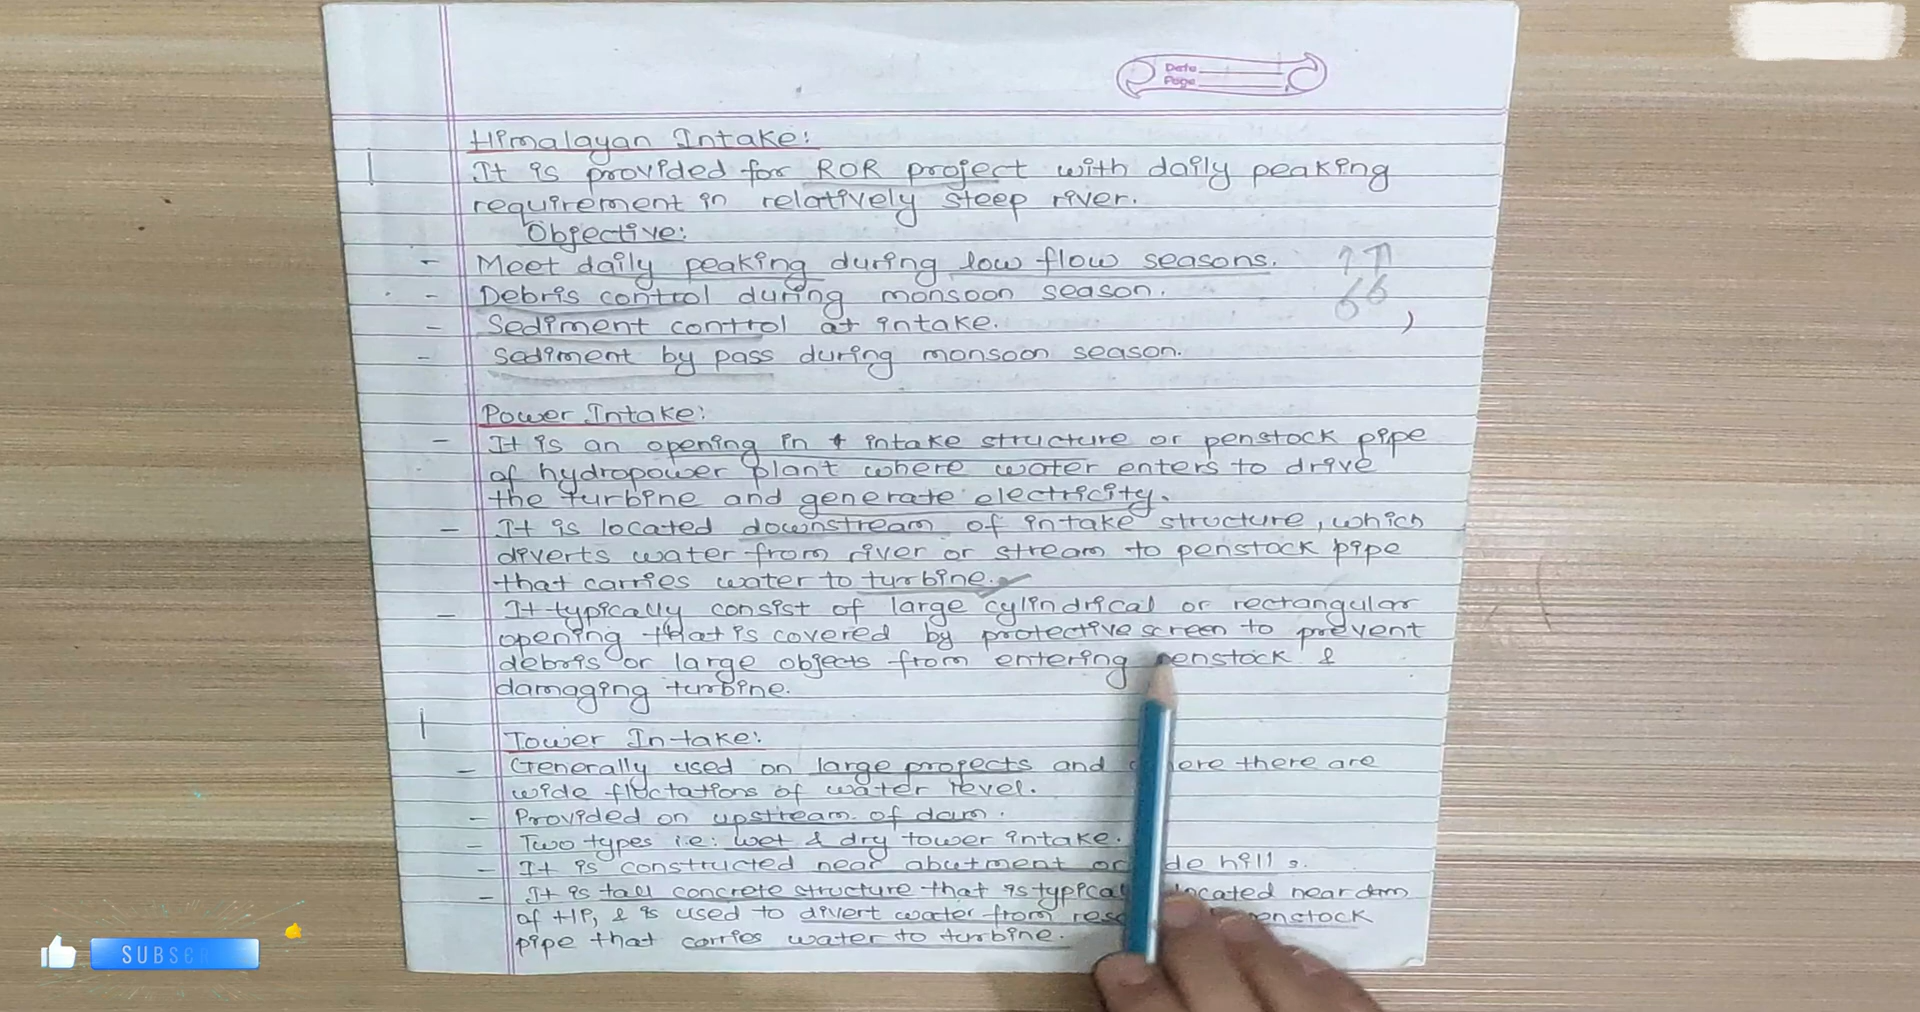 Date
Page
Himalayan Intake:
It is provided for ROR project with daily peaking
requirement in relatively steep river.
Objective:
- Meet daily peaking during low flow seasons.
- Debris control during monsoon season.
- Sediment control at intake.
- Sediment by pass during monsoon season.
Power Intake:
- It is an opening in intake structure or penstock pipe
of hydropower plant where water enters to drive
the turbine and generate electricity.
- It is located downstream of intake structure, which
diverts water from river or stream to penstock pipe
that carries water to turbine.
- It typically consist of large cylindrical or rectangular
opening that is covered by protective screen to prevent
debris or large objects from entering penstock &
damaging turbine.
Tower Intake:
- Generally used on large projects and there are
wide fluctations of water level.
- Provided on upstream of dam.
- Two types i.e: wet & dry tower intake.
- It is constructed near abutment or hills.
- It is tall concrete structure that is located near dam
of HP, & is used to divert water from penstock
pipe that carries water to turbine.
SUBSC